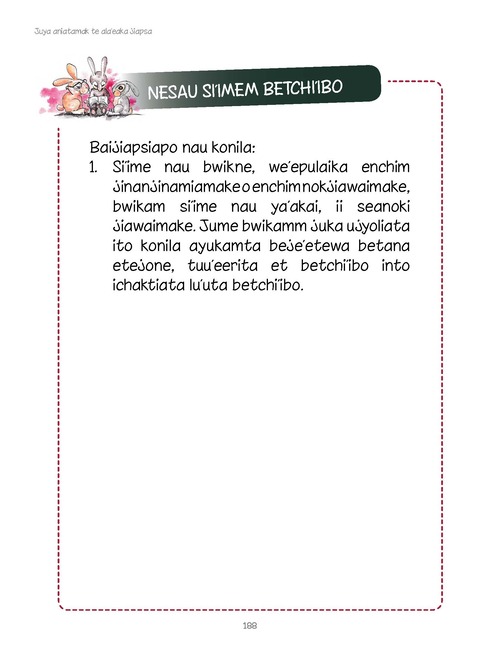 Juya aniatamak te ala'eaka jiapsa
NESAU SI'IMEM BETCHI'IBO
Baijiapsiapo nau konila:
1. Si'ime nau bwikne, we'epulaika enchim
jinanjinamiamake o enchim nokjiawaimake,
bwikam si'ime nau ya'akai, ii seanoki
jiawaimake. Jume bwikamm juka ujyoliata
ito konila ayukamta beje'etewa betana
etejone, tuu'eerita et betchi'ibo into
ichaktiata lu'uta betchi'ibo.
188